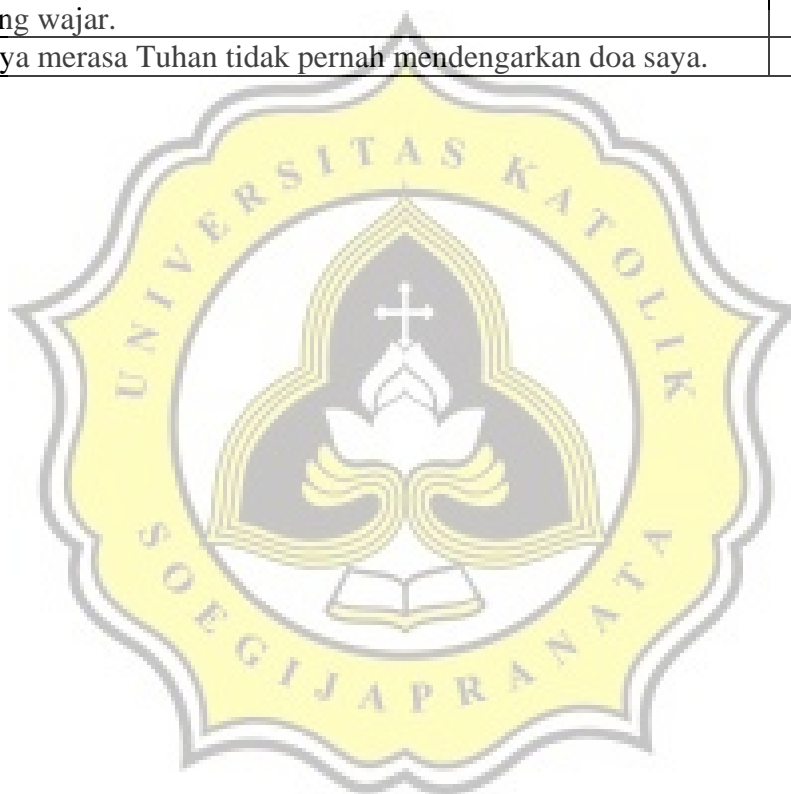 ng wajar.
ya merasa Tuhan tidak pernah mendengarkan doa saya.
UNIVERSITAS KATOLIK
SOEGIJAPRANATA